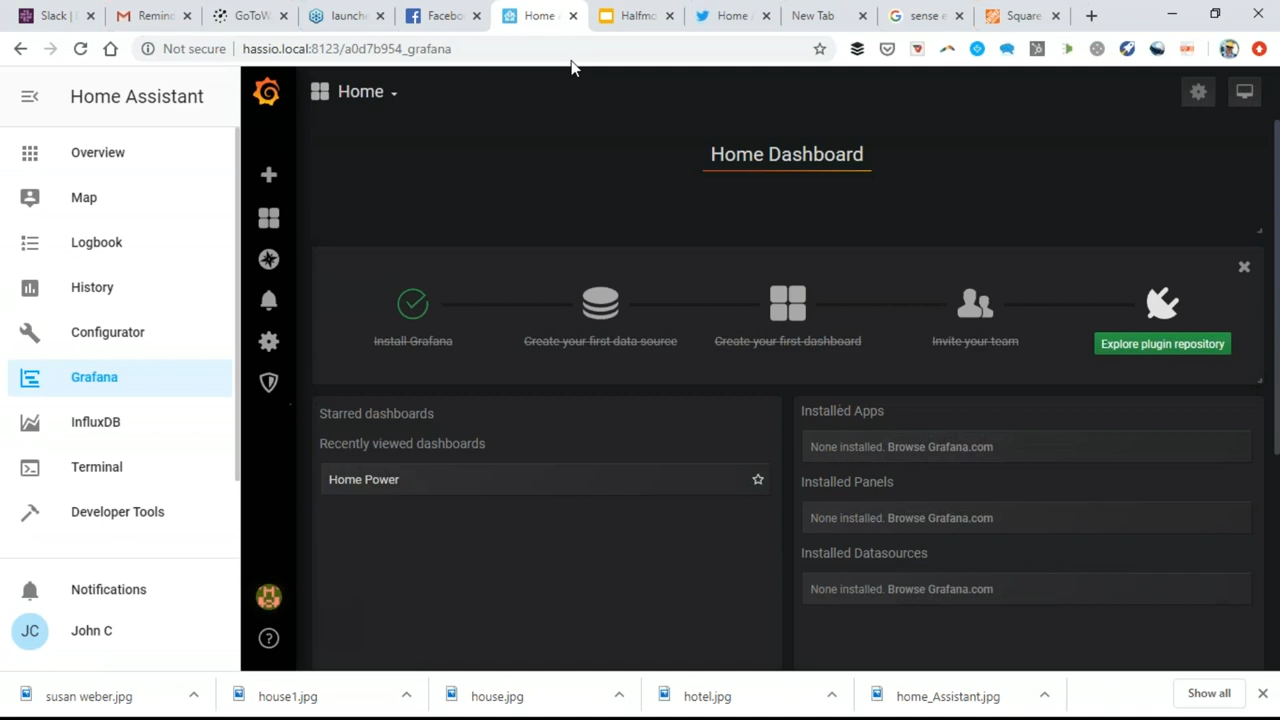 Slack |
Remind
GoToW
launche
Facebo
Home
Halfmo
Home /
New Tab
sense e
Square
Not secure
hassio.local:8123/a0d7b954_grafana
Home Assistant
Home
Overview
Home Dashboard
Map
Logbook
History
Configurator
Install Grafana
Create your first data source
Create your first dashboard
Invite your team
Explore plugin repository
Grafana
InfluxDB
Terminal
Developer Tools
Starred dashboards
Recently viewed dashboards
Home Power
Installed Apps
None installed. Browse Grafana.com
Installed Panels
None installed. Browse Grafana.com
Installed Datasources
None installed. Browse Grafana.com
Notifications
JC
John C
susan weber.jpg
house1.jpg
house.jpg
hotel.jpg
home_Assistant.jpg
Show all